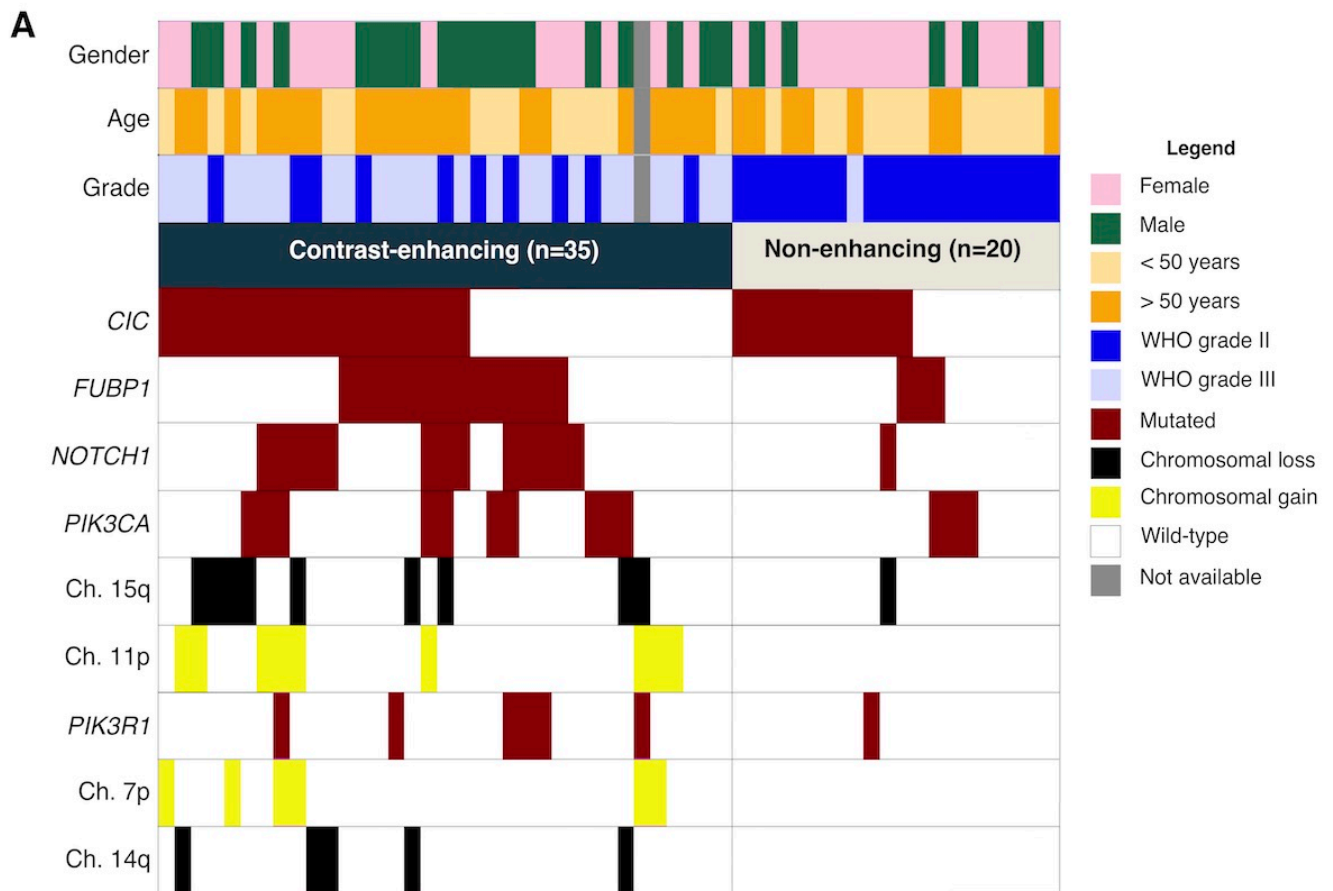 A
Gender
Age
Grade
Contrast-enhancing (n=35)
Non-enhancing (n=20)
CIC
FUBP1
NOTCH1
PIK3CA
Ch. 15q
Ch. 11p
PIK3R1
Ch. 7p
Ch. 14q
Legend
Female
Male
< 50 years
> 50 years
WHO grade II
WHO grade III
Mutated
Chromosomal loss
Chromosomal gain
Wild-type
Not available